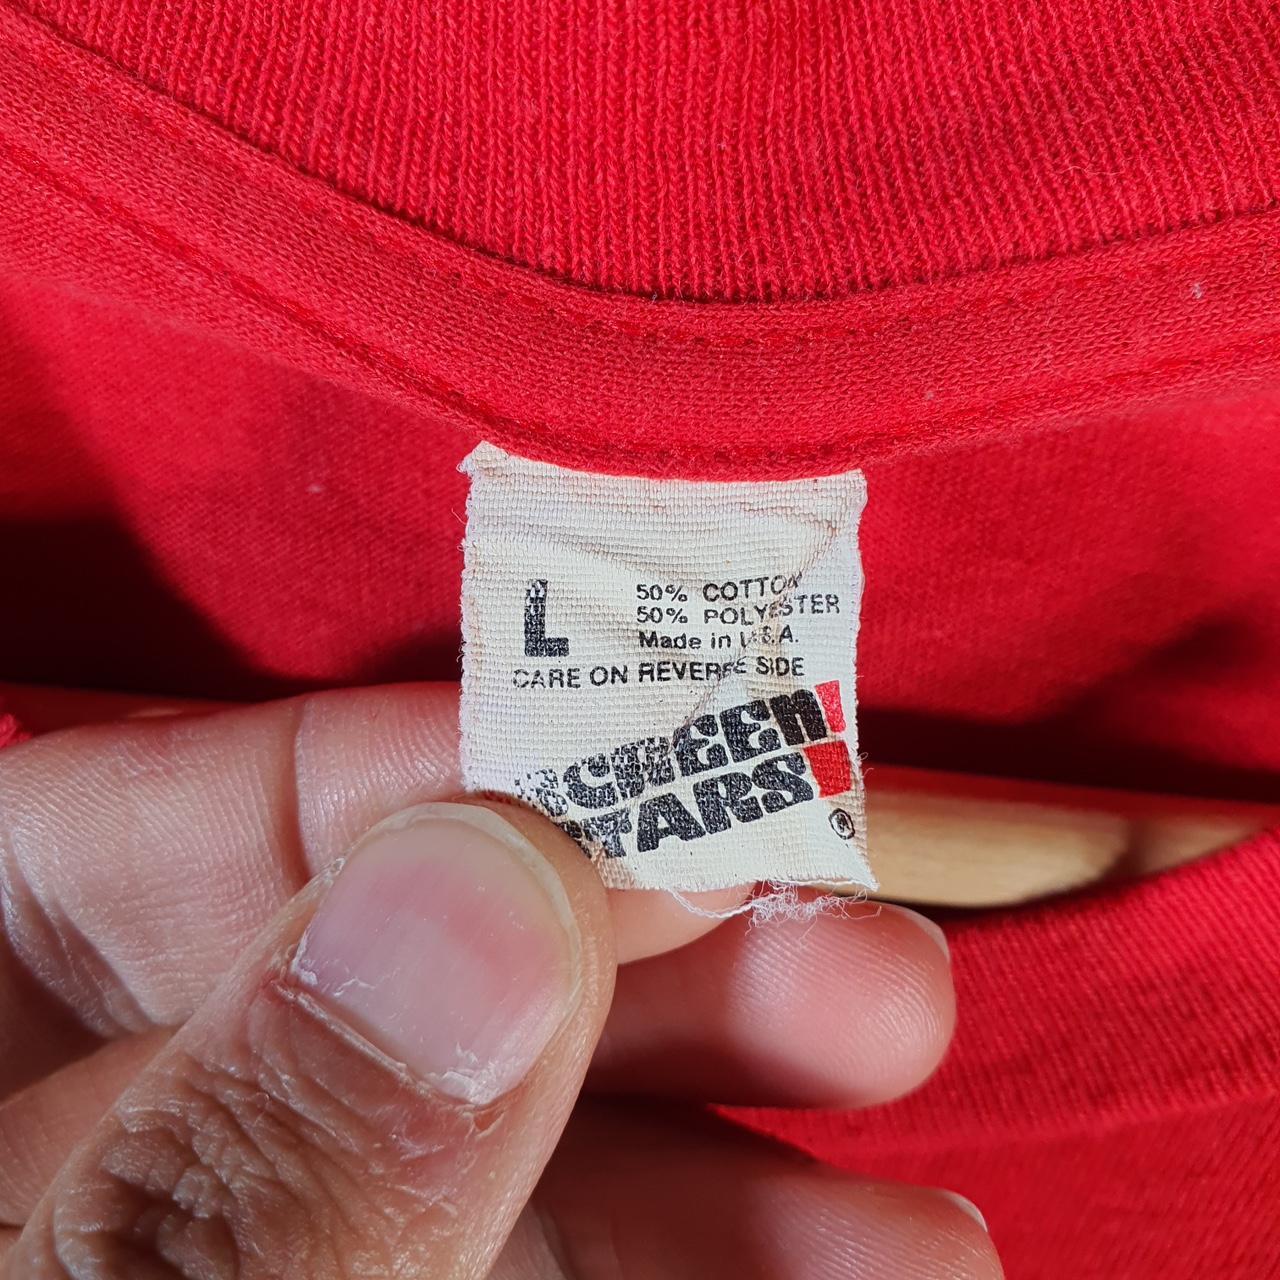 L
50% COTTON
50% POLYESTER
Made in U.S.A.
CARE ON REVERSE SIDE
SCREEN
STARS
®